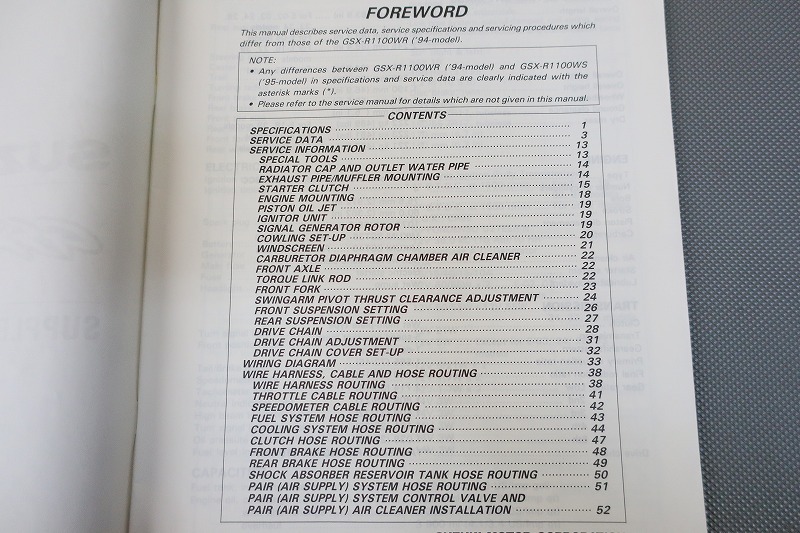 FOREWORD
This manual describes service data, service specifications and servicing procedures which
differ from those of the GSX-R1100WR ('94-model).
NOTE:
• Any differences between GSX-R1100WR ('94-model) and GSX-R1100WS
('95-model) in specifications and service data are clearly indicated with the
asterisk marks (*).
• Please refer to the service manual for details which are not given in this manual.
CONTENTS
SPECIFICATIONS 1
SERVICE DATA 3
SERVICE INFORMATION 13
SPECIAL TOOLS 13
RADIATOR CAP AND OUTLET WATER PIPE 14
EXHAUST PIPE/MUFFLER MOUNTING 14
STARTER CLUTCH 15
ENGINE MOUNTING 18
PISTON OIL JET 19
IGNITOR UNIT 19
SIGNAL GENERATOR ROTOR 19
COWLING SET-UP 20
WINDSCREEN 21
CARBURETOR DIAPHRAGM CHAMBER AIR CLEANER 22
FRONT AXLE 22
TORQUE LINK ROD 22
FRONT FORK 23
SWINGARM PIVOT THRUST CLEARANCE ADJUSTMENT 24
FRONT SUSPENSION SETTING 26
REAR SUSPENSION SETTING 27
DRIVE CHAIN 28
DRIVE CHAIN ADJUSTMENT 31
DRIVE CHAIN COVER SET-UP 32
WIRING DIAGRAM 33
WIRE HARNESS, CABLE AND HOSE ROUTING 38
WIRE HARNESS ROUTING 38
THROTTLE CABLE ROUTING 41
SPEEDOMETER CABLE ROUTING 42
FUEL SYSTEM HOSE ROUTING 43
COOLING SYSTEM HOSE ROUTING 44
CLUTCH HOSE ROUTING 47
FRONT BRAKE HOSE ROUTING 48
REAR BRAKE HOSE ROUTING 49
SHOCK ABSORBER RESERVOIR TANK HOSE ROUTING 50
PAIR (AIR SUPPLY) SYSTEM HOSE ROUTING 51
PAIR (AIR SUPPLY) SYSTEM CONTROL VALVE AND
PAIR (AIR SUPPLY) AIR CLEANER INSTALLATION 52